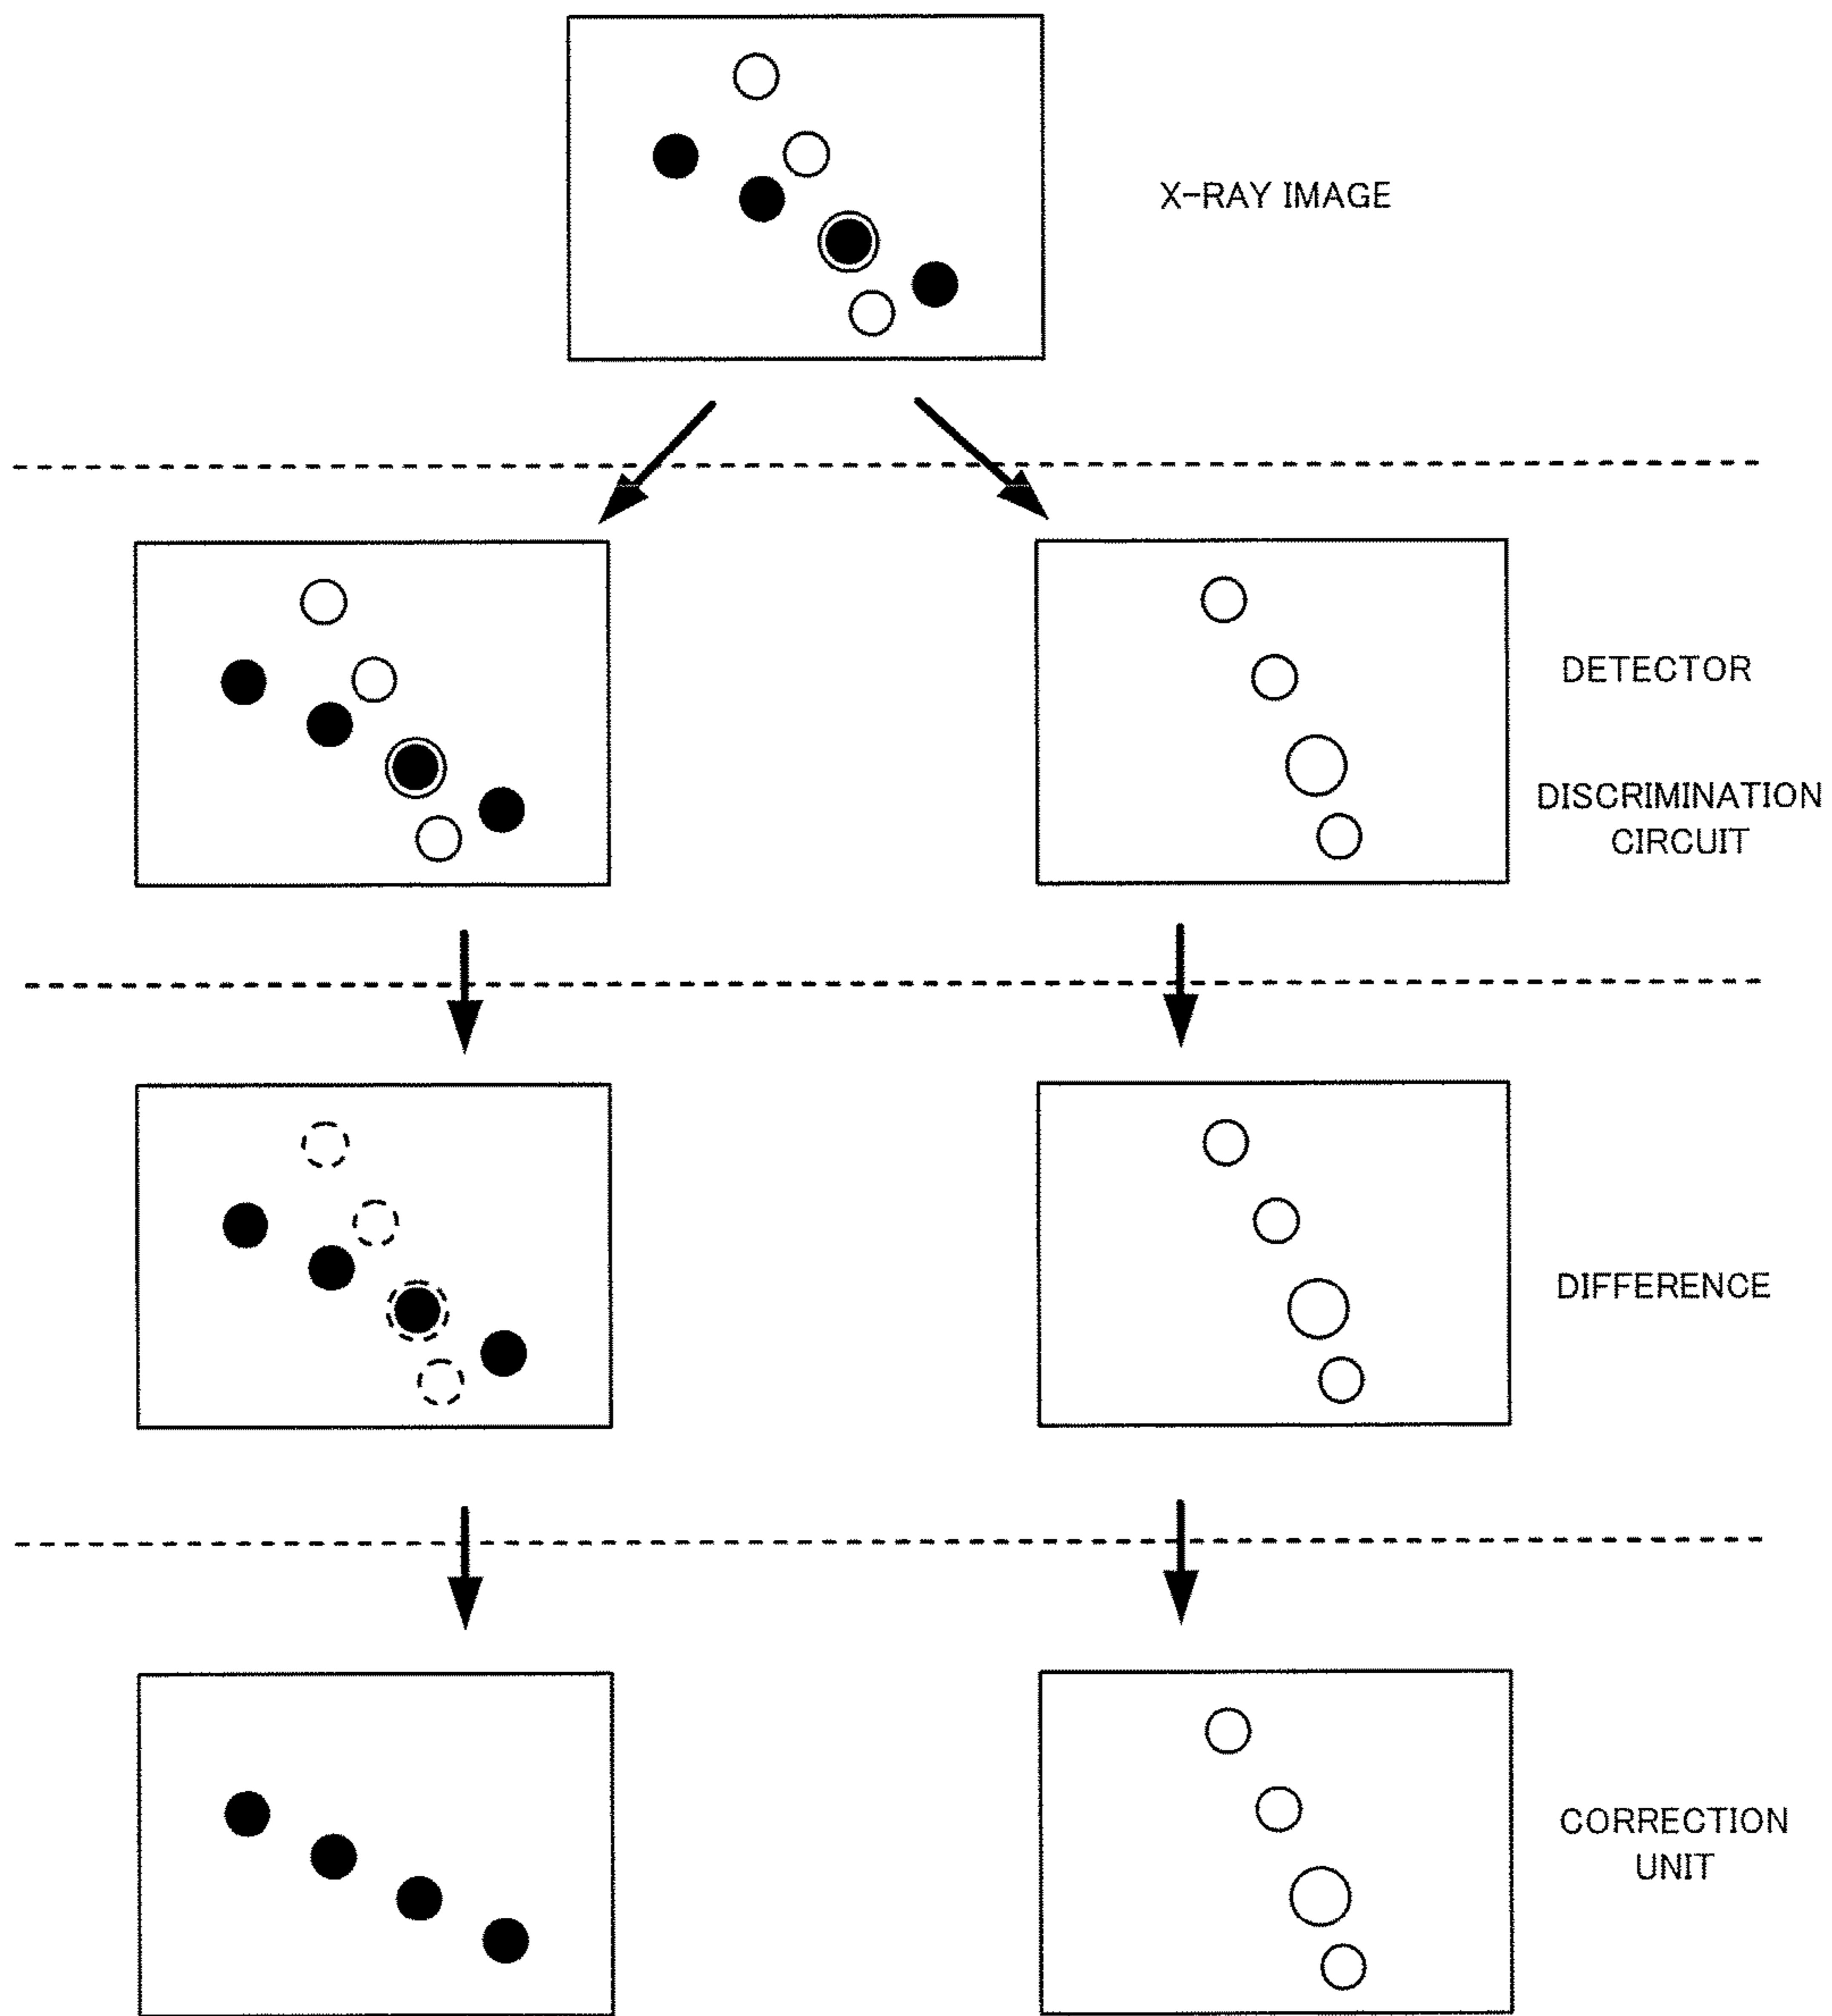 X-RAY IMAGE
DETECTOR
DISCRIMINATION
CIRCUIT
DIFFERENCE
CORRECTION
UNIT